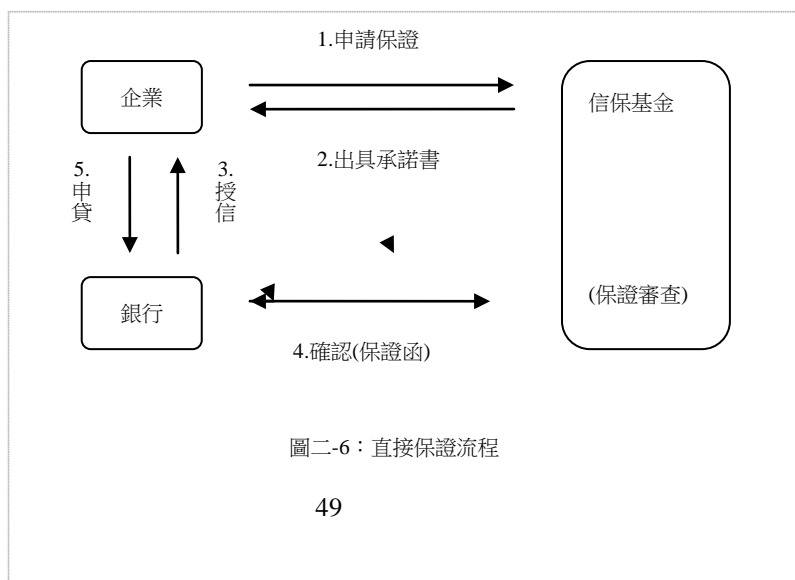 1.申請保證
企業
信保基金
2.出具承諾書
5.申貸
3.授信
銀行
(保證審查)
4.確認(保證函)
圖二-6：直接保證流程
49